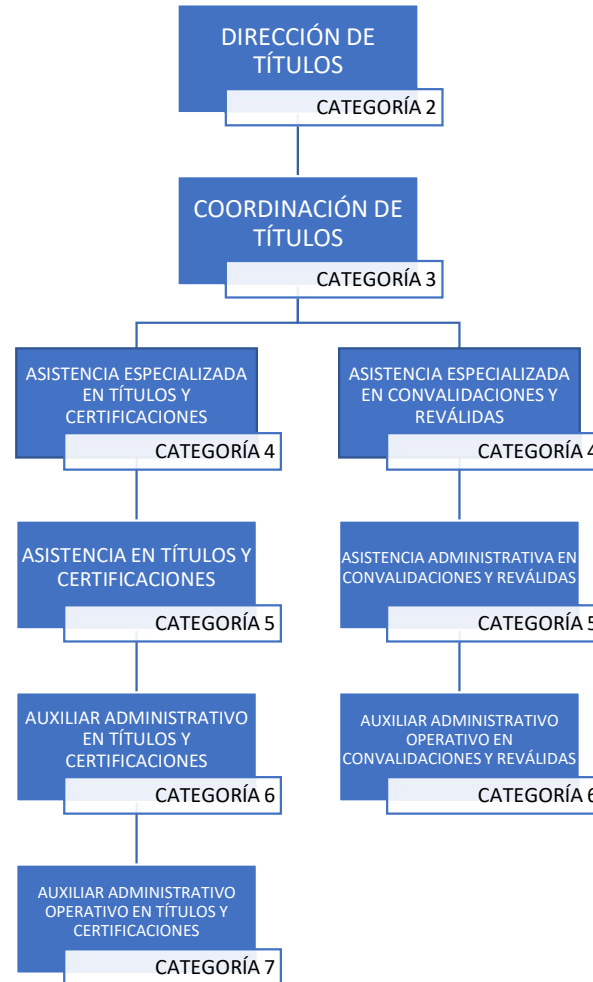 DIRECCIÓN DE
TÍTULOS
CATEGORÍA 2
COORDINACIÓN DE
TÍTULOS
CATEGORÍA 3
ASISTENCIA ESPECIALIZADA
EN TÍTULOS Y
CERTIFICACIONES
CATEGORÍA 4
ASISTENCIA ESPECIALIZADA
EN CONVALIDACIONES Y
REVÁLIDAS
CATEGORÍA 4
ASISTENCIA EN TÍTULOS Y
CERTIFICACIONES
CATEGORÍA 5
ASISTENCIA ADMINISTRATIVA EN
CONVALIDACIONES Y REVÁLIDAS
CATEGORÍA 5
AUXILIAR ADMINISTRATIVO
EN TÍTULOS Y
CERTIFICACIONES
CATEGORÍA 6
AUXILIAR ADMINISTRATIVO
OPERATIVO EN
CONVALIDACIONES Y REVÁLIDAS
CATEGORÍA 6
AUXILIAR ADMINISTRATIVO
OPERATIVO EN TÍTULOS Y
CERTIFICACIONES
CATEGORÍA 7